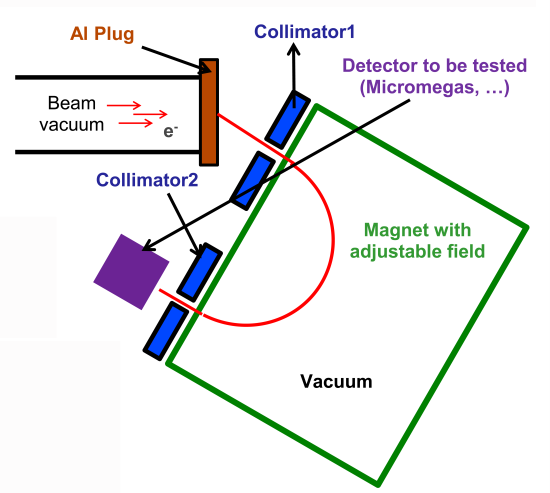 Al Plug
Collimator1
Detector to be tested
(Micromegas, …)
Beam
vacuum
e-
Collimator2
Magnet with
adjustable field
Vacuum